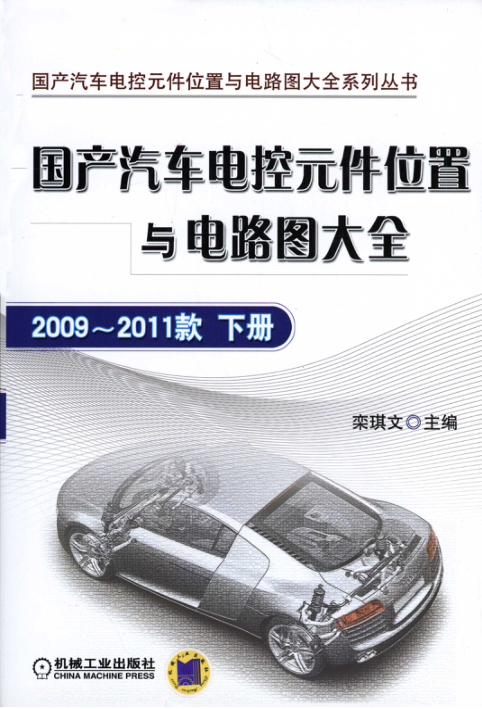 国产汽车电控元件位置与电路图大全系列丛书
国产汽车电控元件位置
与电路图大全
2009～2011款 下册
栾琪文◎主编
机械工业出版社
CHINA MACHINE PRESS